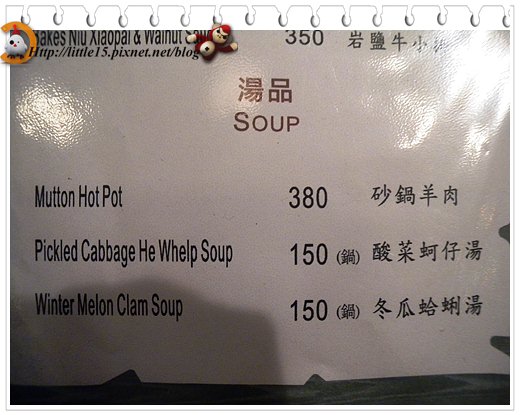 akes Niu Xiaopai & Walnut 350 岩鹽牛小
Http://little15.pixnet.net/blog
湯品
SOUP
Mutton Hot Pot 380 砂鍋羊肉
Pickled Cabbage He Whelp Soup 150 (鍋) 酸菜蚵仔湯
Winter Melon Clam Soup 150 (鍋) 冬瓜蛤蜊湯